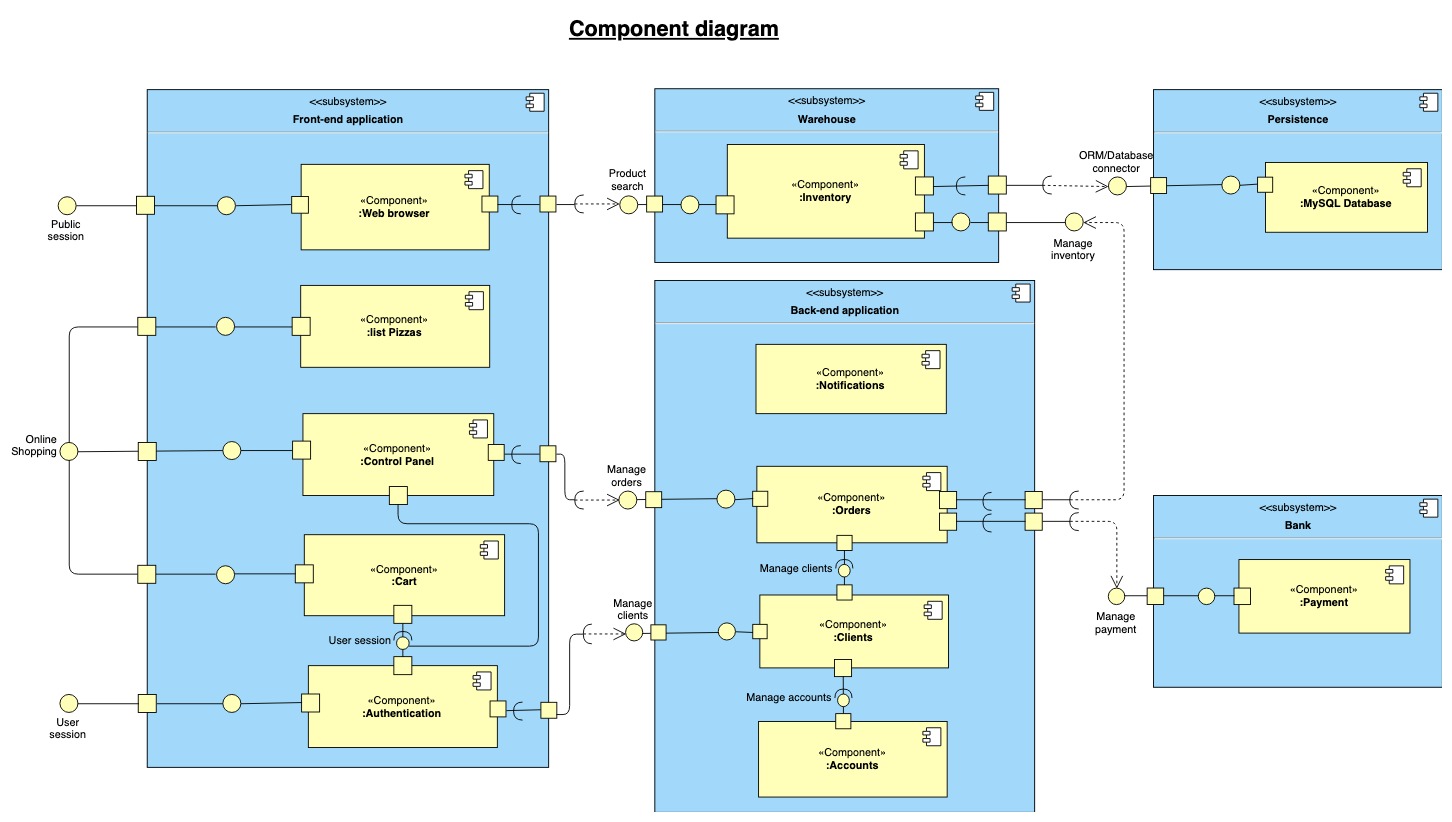 Component diagram
<<subsystem>>
Front-end application
«Component»
:Web browser
«Component»
:list Pizzas
«Component»
:Control Panel
«Component»
:Cart
User session
«Component»
:Authentication
Public
session
Online
Shopping
User
session
<<subsystem>>
Warehouse
Product
search
«Component»
:Inventory
ORM/Database
connector
Manage
inventory
<<subsystem>>
Persistence
«Component»
:MySQL Database
<<subsystem>>
Back-end application
«Component»
:Notifications
Manage
orders
«Component»
:Orders
Manage clients
Manage
clients
«Component»
:Clients
Manage accounts
«Component»
:Accounts
<<subsystem>>
Bank
«Component»
:Payment
Manage
payment